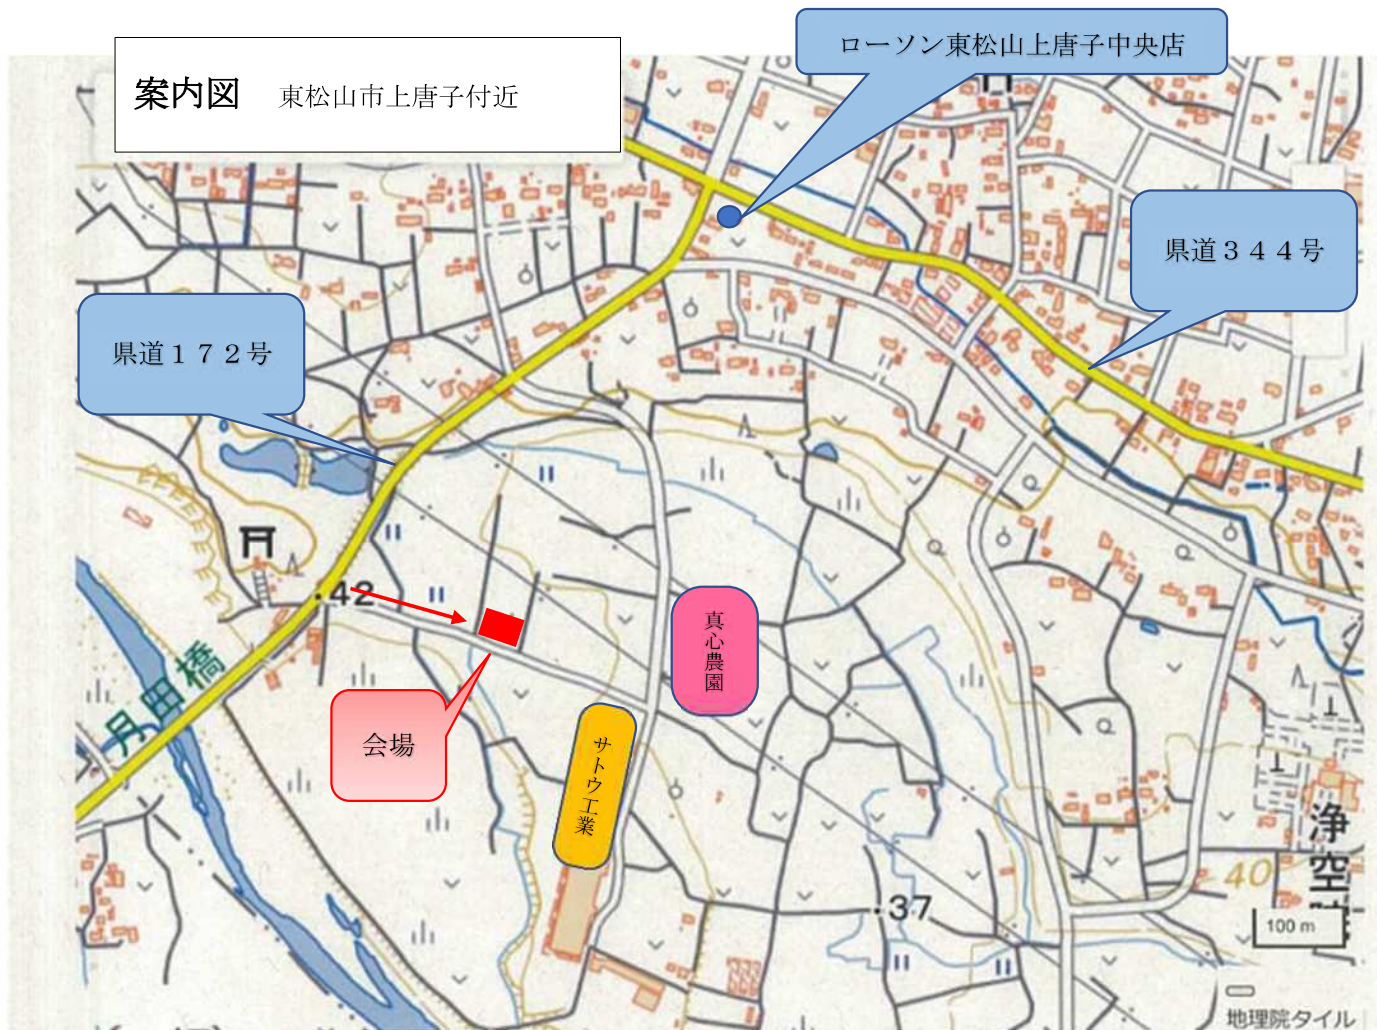 ローソン東松山上唐子中央店
案内図 東松山市上唐子付近
県道３４４号
県道１７２号
42
真心農園
月田橋
会場
サトウ工業
浄空
40
37
100 m
地理院タイル